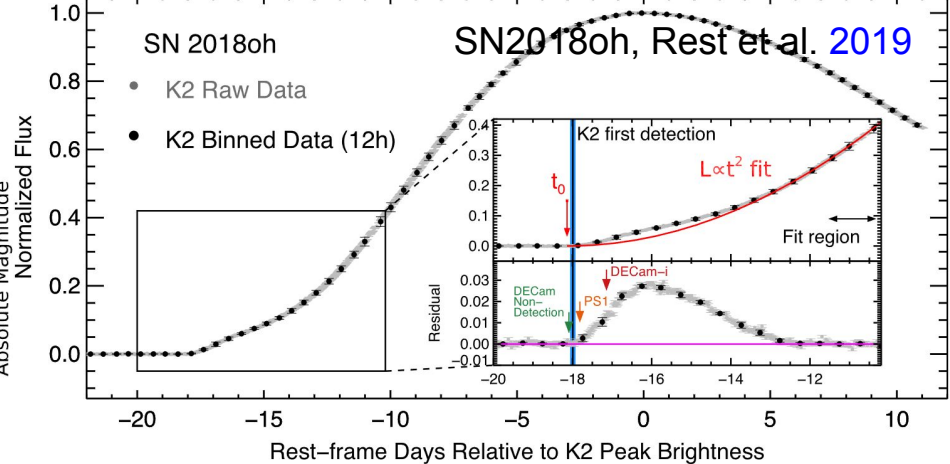 SN 2018oh
SN2018oh, Rest et al. 2019
K2 Raw Data
K2 Binned Data (12h)
Absolute Magnitude
Normalized Flux
1.0
0.8
0.6
0.4
0.2
0.0
−20
−15
−10
−5
0
5
10
Rest−frame Days Relative to K2 Peak Brightness
K2 first detection
L∝t² fit
t₀
Fit region
0.4
0.3
0.2
0.1
0.0
DECam−i
PS1
DECam
Non−
Detection
Residual
0.03
0.02
0.01
0.00
−0.01
−20
−18
−16
−14
−12